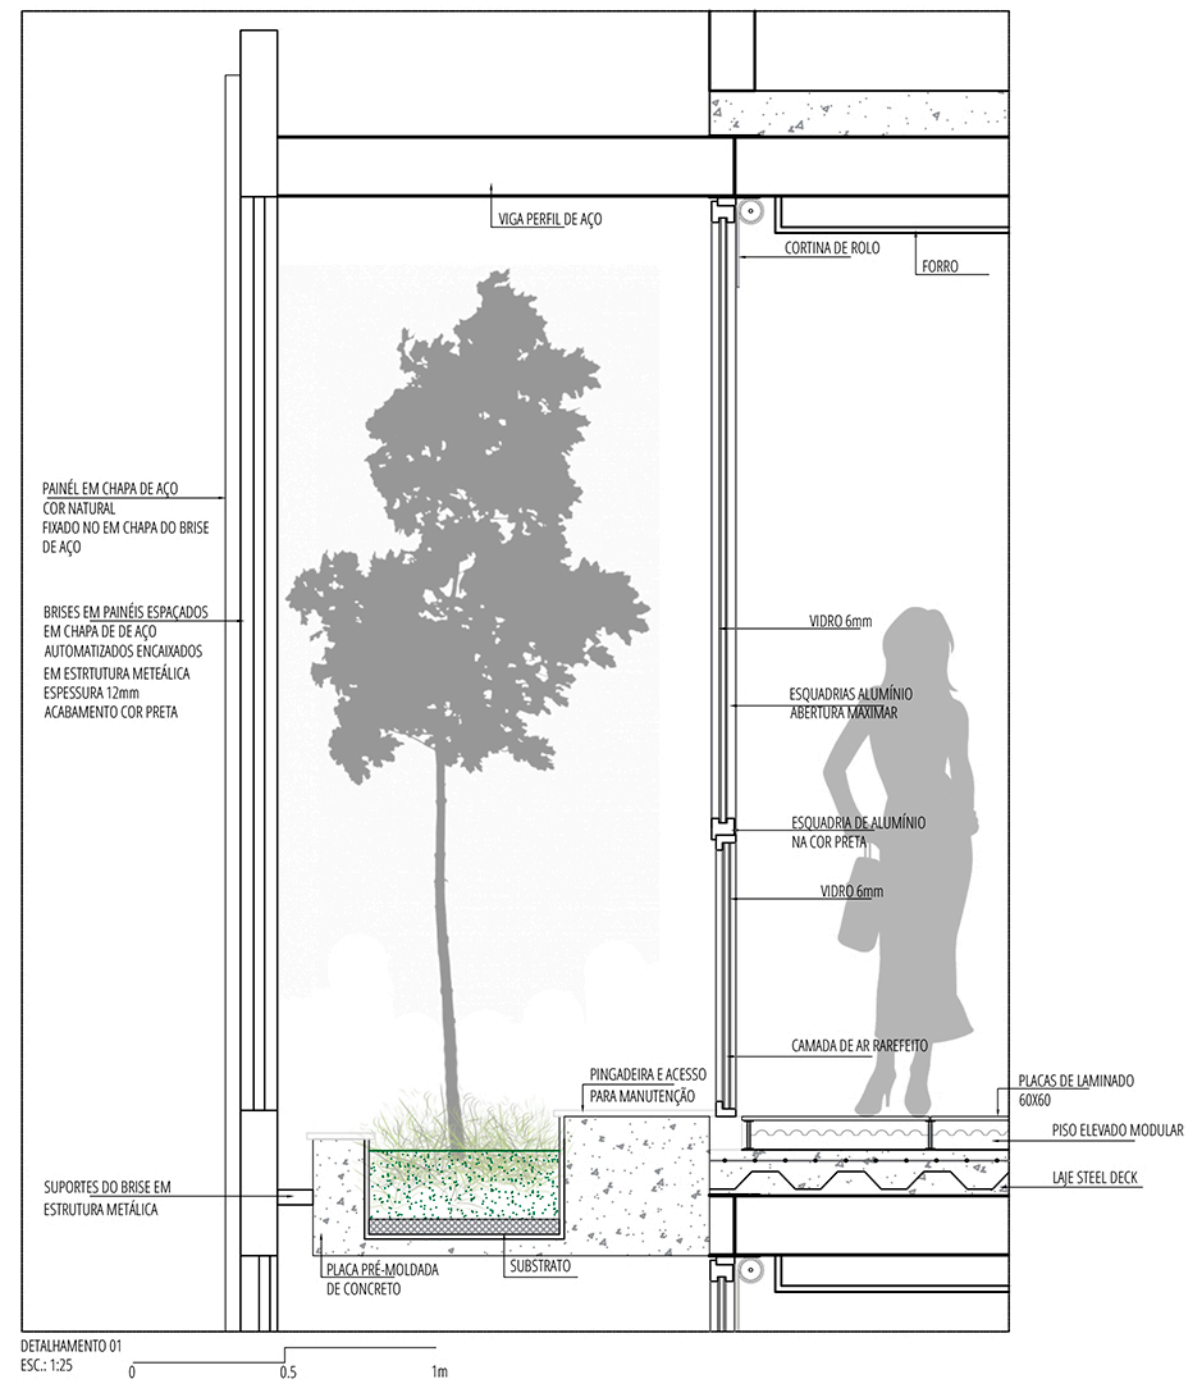 VIGA PERFIL DE AÇO
CORTINA DE ROLO
FORRO
PAINÉL EM CHAPA DE AÇO
COR NATURAL
FIXADO NO EM CHAPA DO BRISE
DE AÇO
BRISES EM PAINÉIS ESPAÇADOS
EM CHAPA DE DE AÇO
AUTOMATIZADOS ENCAIXADOS
EM ESTRTUTURA METEÁLICA
ESPESSURA 12mm
ACABAMENTO COR PRETA
VIDRO 6mm
ESQUADRIAS ALUMÍNIO
ABERTURA MAXIMAR
ESQUADRIA DE ALUMÍNIO
NA COR PRETA
VIDRO 6mm
CAMADA DE AR RAREFEITO
PINGADEIRA E ACESSO
PARA MANUTENÇÃO
PLACAS DE LAMINADO
60X60
PISO ELEVADO MODULAR
LAJE STEEL DECK
SUPORTES DO BRISE EM
ESTRUTURA METÁLICA
PLACA PRÉ-MOLDADA
DE CONCRETO
SUBSTRATO
DETALHAMENTO 01
ESC.: 1:25
0 0.5 1m